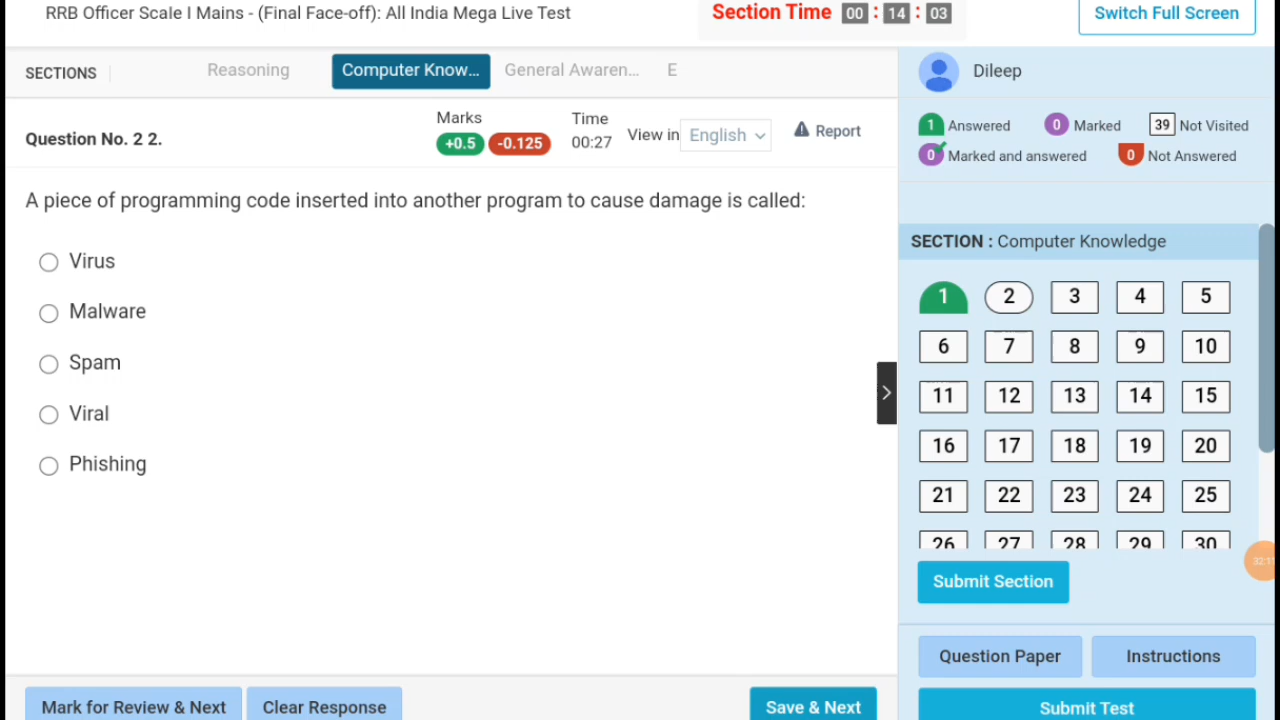 RRB Officer Scale I Mains - (Final Face-off): All India Mega Live Test
Section Time 00 : 14 : 03
Switch Full Screen
SECTIONS
Reasoning
Computer Know...
General Awaren...
E
Dileep
Question No. 2 2.
Marks
+0.5 -0.125
Time
00:27
View in English
Report
1 Answered
0 Marked
39 Not Visited
0 Marked and answered
0 Not Answered
A piece of programming code inserted into another program to cause damage is called:
Virus
Malware
Spam
Viral
Phishing
SECTION : Computer Knowledge
1 2 3 4 5
6 7 8 9 10
11 12 13 14 15
16 17 18 19 20
21 22 23 24 25
26 27 28 29 30
Submit Section
Question Paper
Instructions
Mark for Review & Next
Clear Response
Save & Next
Submit Test